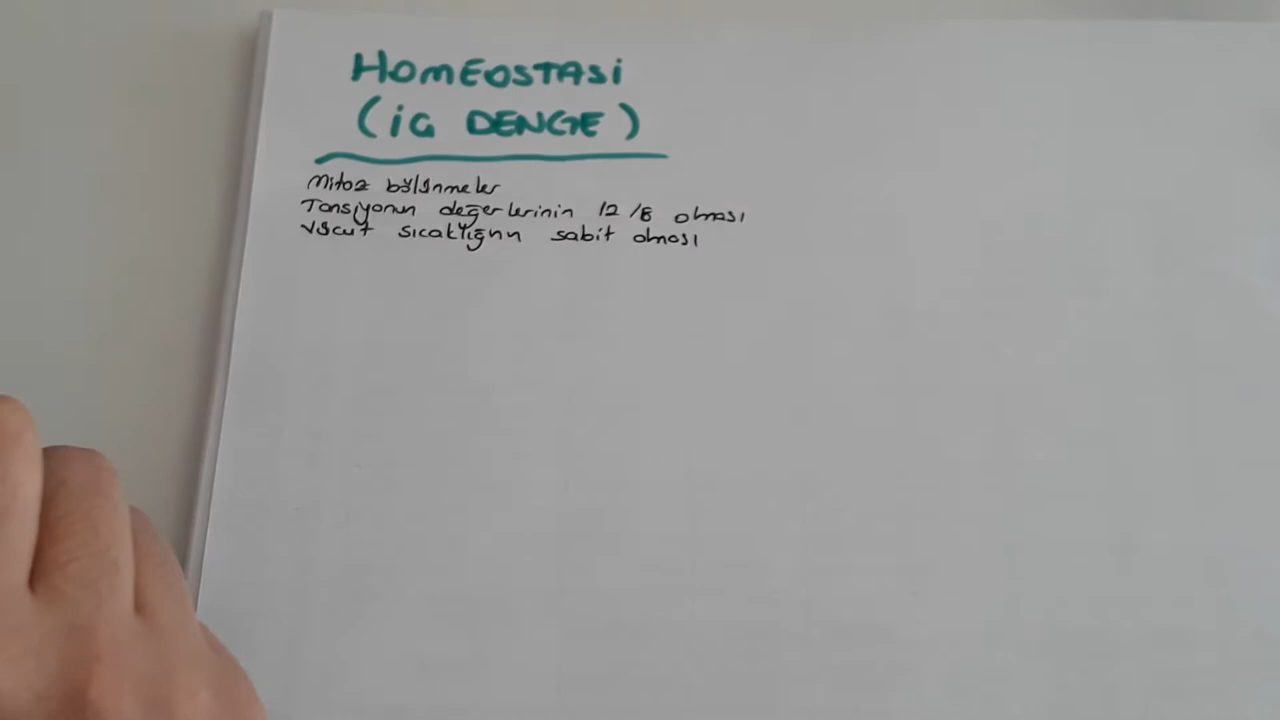 HOMEOSTASİ
(İÇ DENGE)
Mitoz bölünmeler
Tansiyonun değerlerinin 12/8 olması
Vücut sıcaklığının sabit olması